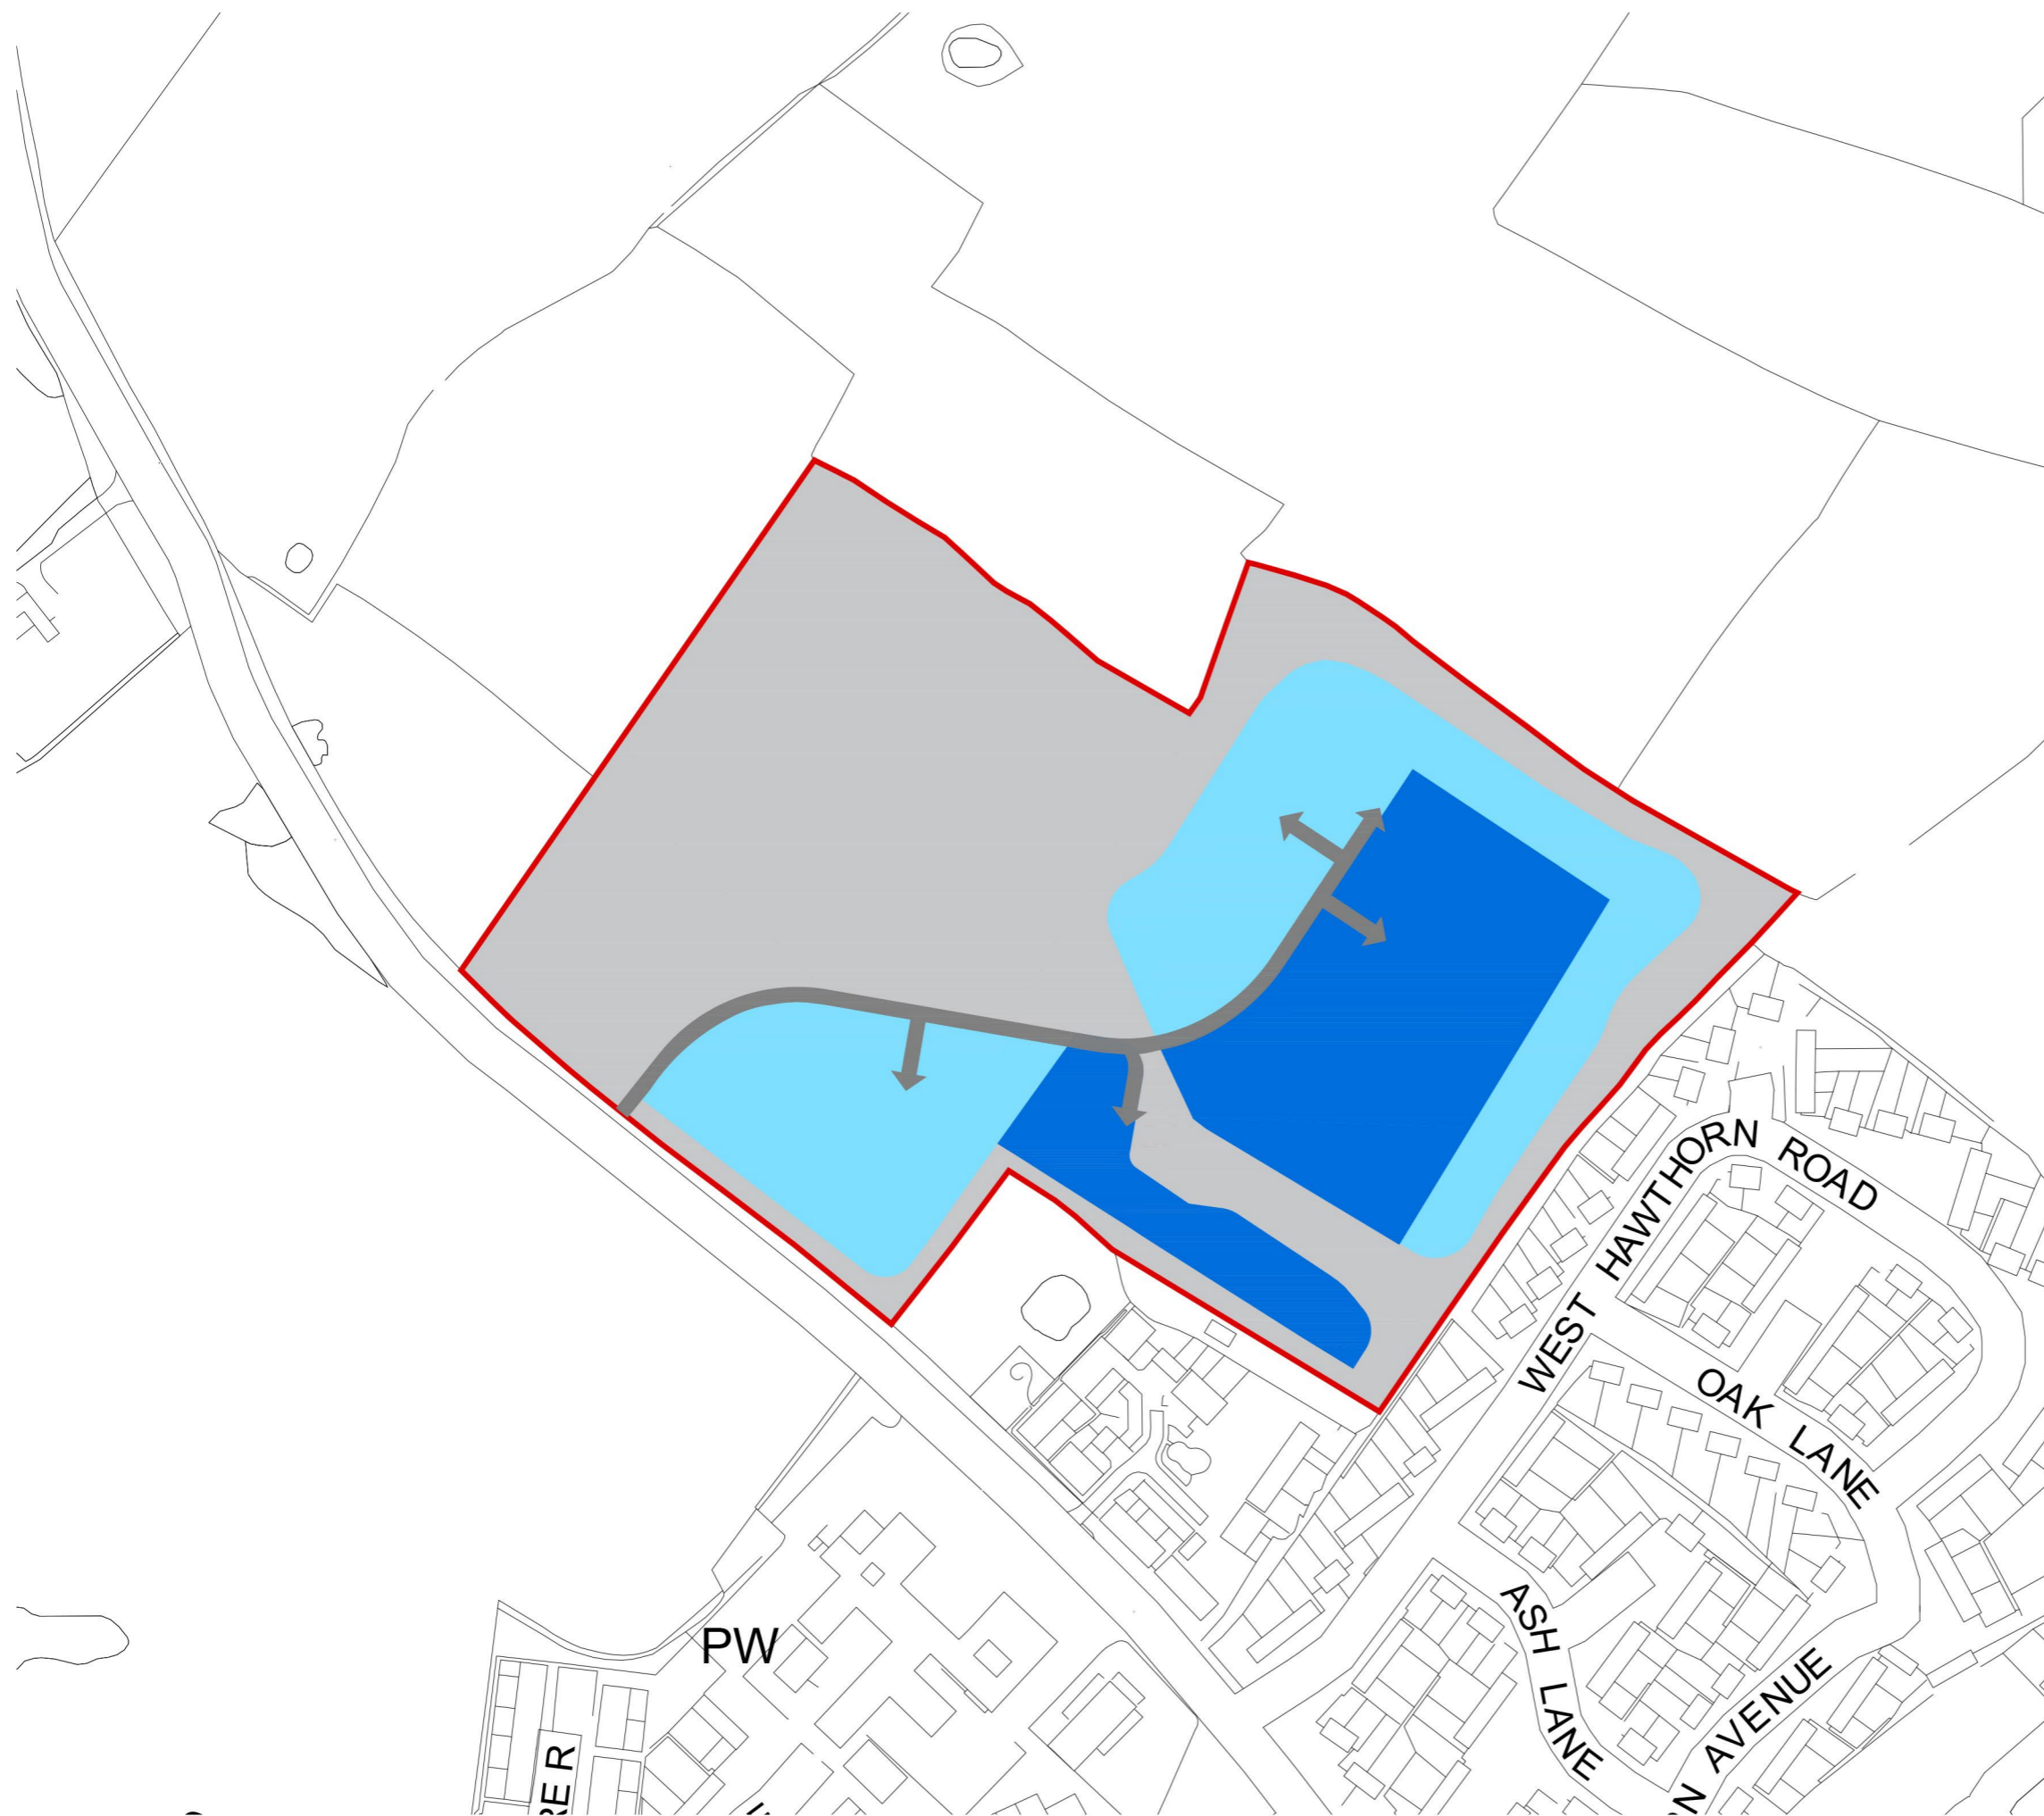 WEST HAWTHORN ROAD
OAK LANE
ASH LANE
AVENUE
PW